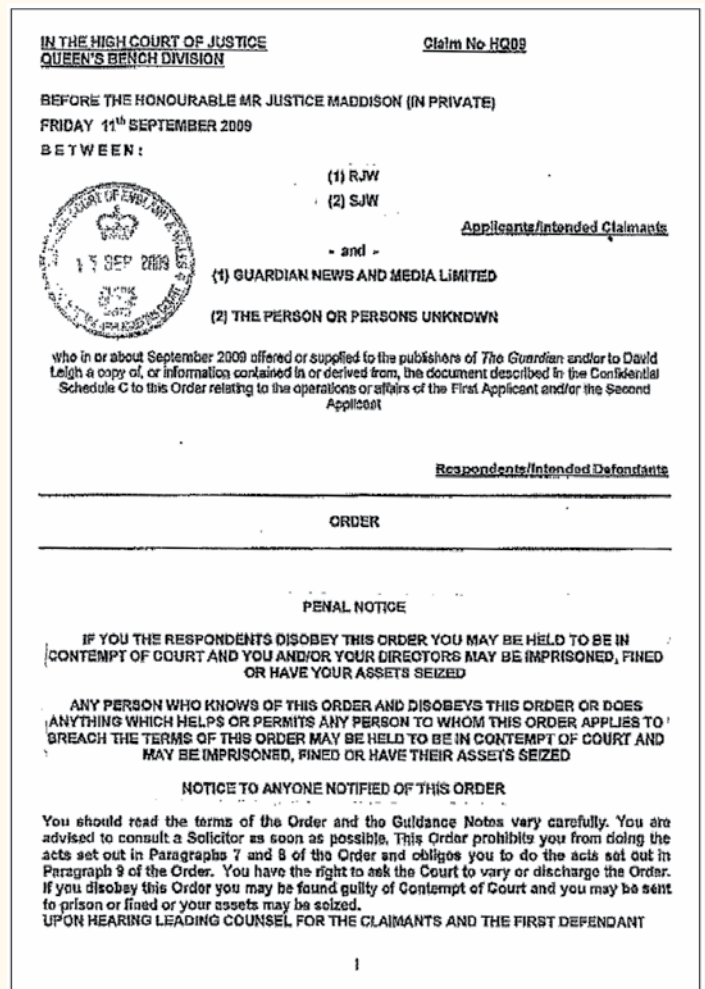 IN THE HIGH COURT OF JUSTICE
Claim No HQ09
QUEEN'S BENCH DIVISION
BEFORE THE HONOURABLE MR JUSTICE MADDISON (IN PRIVATE)
FRIDAY 11th SEPTEMBER 2009
BETWEEN:
(1) RJW
(2) SJW
Applicants/Intended Claimants
- and -
(1) GUARDIAN NEWS AND MEDIA LIMITED
(2) THE PERSON OR PERSONS UNKNOWN
COURT OF ENGLAND & WALES
SEP 2009
who in or about September 2009 offered or supplied to the publishers of The Guardian and/or to David
Leigh a copy of, or information contained in or derived from, the document described in the Confidential
Schedule C to this Order relating to the operations or affairs of the First Applicant and/or the Second
Applicant
Respondents/Intended Defendants
ORDER
PENAL NOTICE
IF YOU THE RESPONDENTS DISOBEY THIS ORDER YOU MAY BE HELD TO BE IN
CONTEMPT OF COURT AND YOU AND/OR YOUR DIRECTORS MAY BE IMPRISONED, FINED
OR HAVE YOUR ASSETS SEIZED
ANY PERSON WHO KNOWS OF THIS ORDER AND DISOBEYS THIS ORDER OR DOES
ANYTHING WHICH HELPS OR PERMITS ANY PERSON TO WHOM THIS ORDER APPLIES TO
BREACH THE TERMS OF THIS ORDER MAY BE HELD TO BE IN CONTEMPT OF COURT AND
MAY BE IMPRISONED, FINED OR HAVE THEIR ASSETS SEIZED
NOTICE TO ANYONE NOTIFIED OF THIS ORDER
You should read the terms of the Order and the Guidance Notes very carefully. You are
advised to consult a Solicitor as soon as possible. This Order prohibits you from doing the
acts set out in Paragraphs 7 and 8 of the Order and obliges you to do the acts set out in
Paragraph 9 of the Order. You have the right to ask the Court to vary or discharge the Order.
If you disobey this Order you may be found guilty of Contempt of Court and you may be sent
to prison or fined or your assets may be seized.
UPON HEARING LEADING COUNSEL FOR THE CLAIMANTS AND THE FIRST DEFENDANT
1